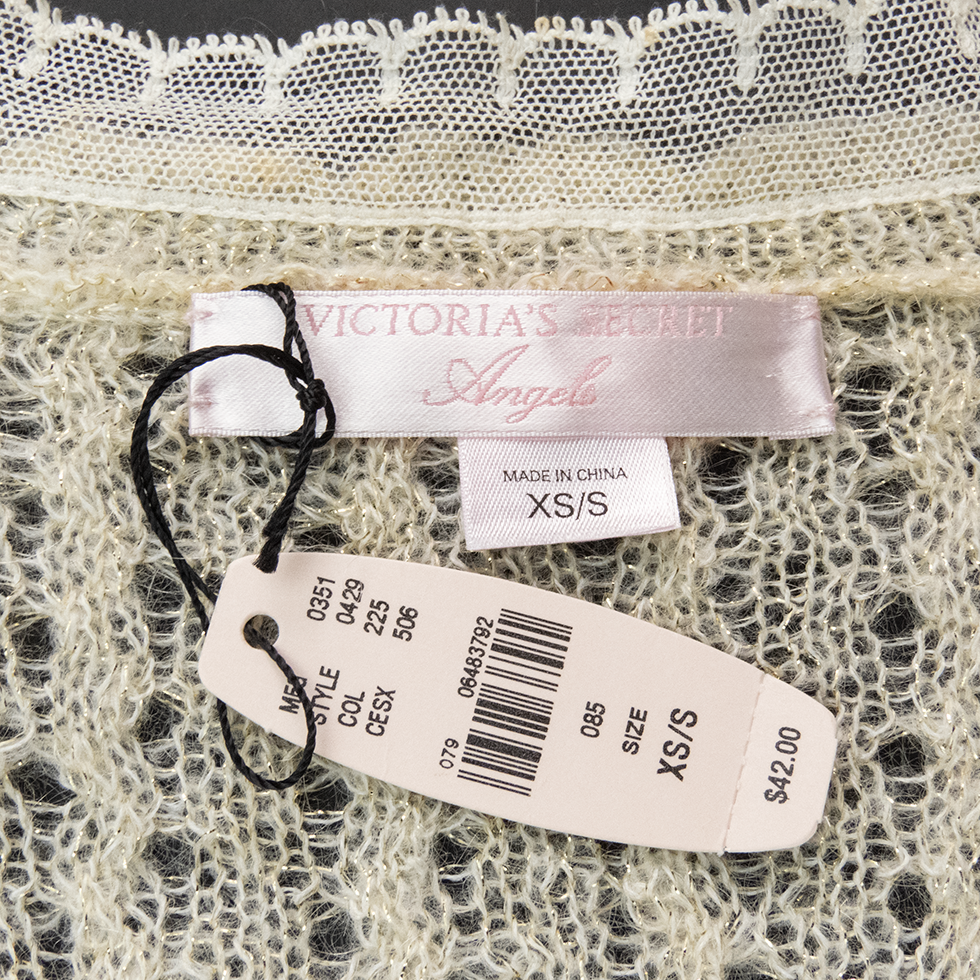 VICTORIA'S SECRET
Angels
MADE IN CHINA
XS/S
0351
STYLE 0429
COL 225
CESX 506
079 06483792
085
SIZE
XS/S
$42.00